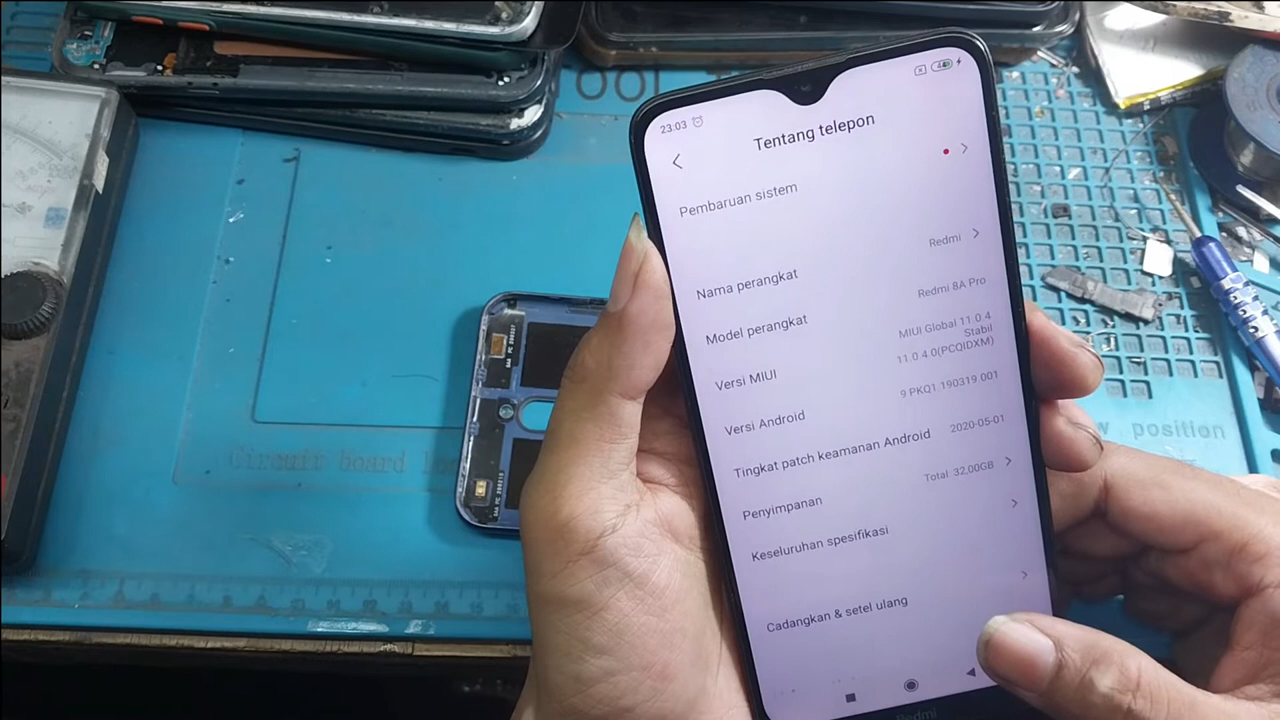 23:03
Tentang telepon
Pembaruan sistem
Nama perangkat
Redmi
Model perangkat
Redmi 8A Pro
Versi MIUI
MIUI Global 11.0.4
Stabil
11.0.4.0(PCQIDXM)
Versi Android
9 PKQ1.190319.001
Tingkat patch keamanan Android
2020-05-01
Penyimpanan
Total: 32,00GB
Keseluruhan spesifikasi
Cadangkan & setel ulang
Redmi
Circuit board
position